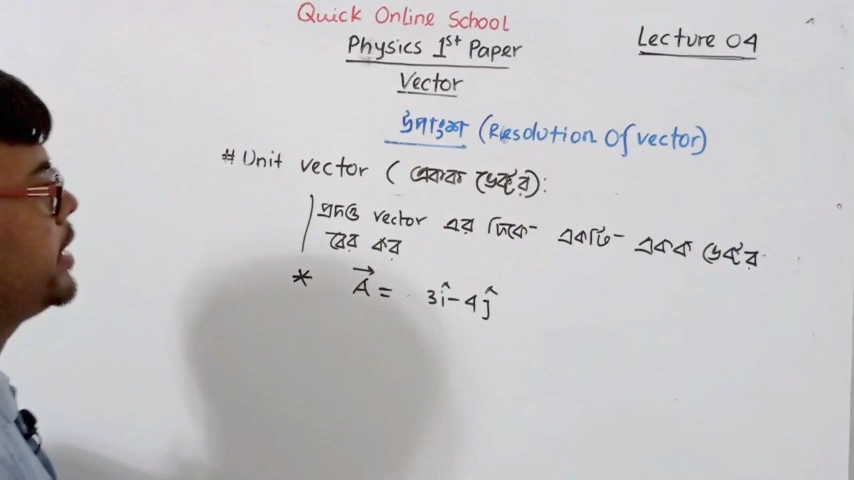 Quick Online School
Physics 1st Paper
Lecture 04
Vector
উপাংশ (Resolution Of vector)
# Unit vector (একক ভেক্টর):
প্রদত্ত vector এর দিকে একটি একক ভেক্টর
বের কর
* A⃗ = 3î - 4ĵ